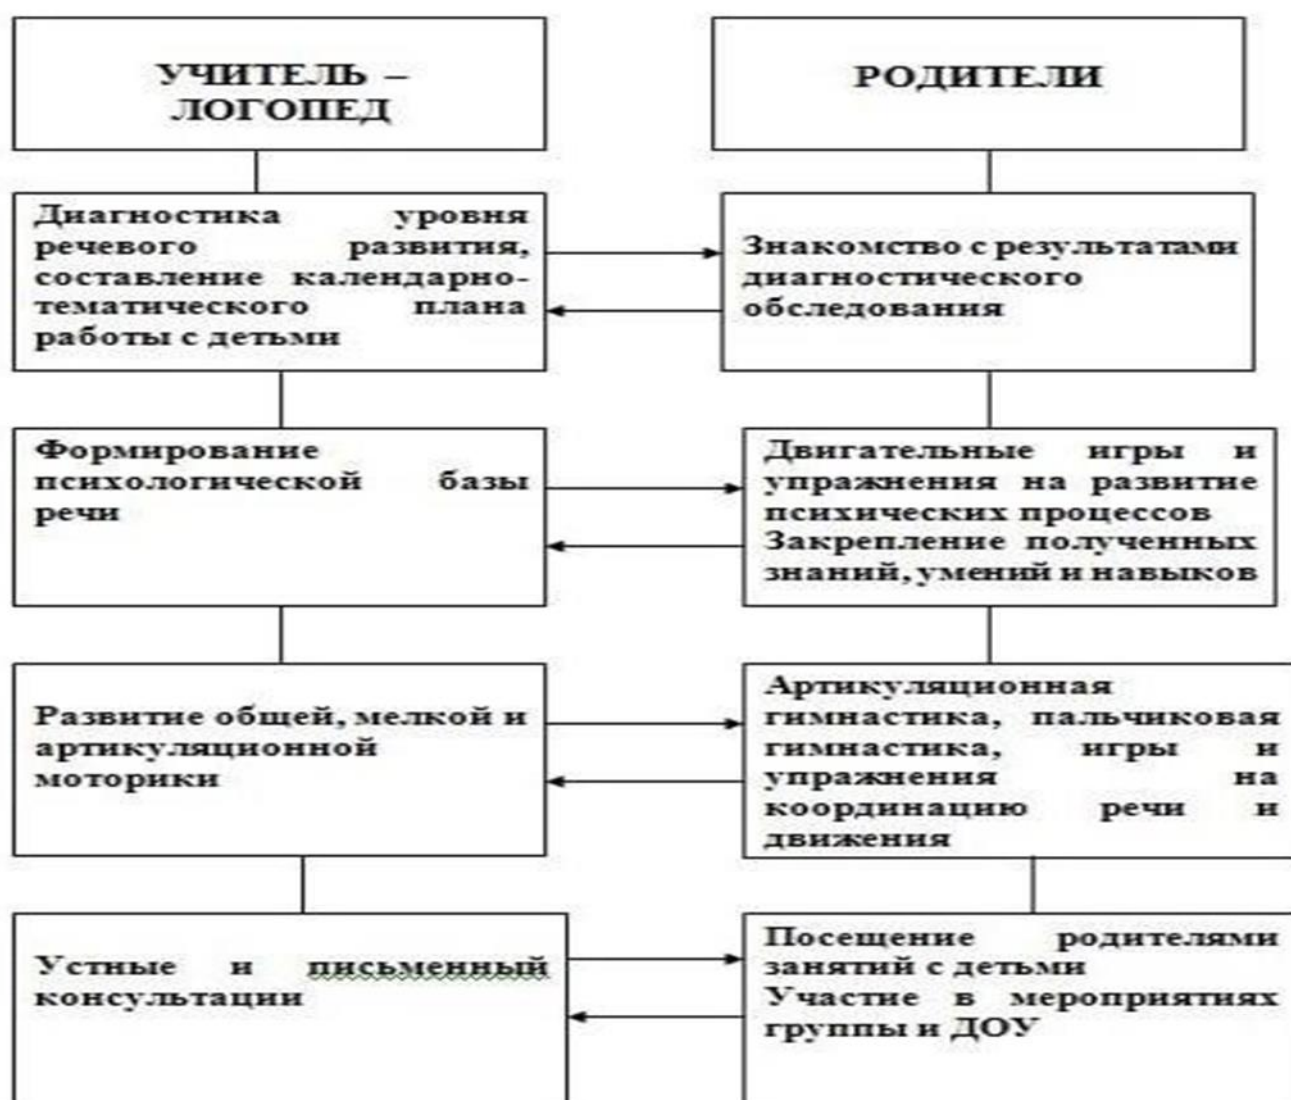 УЧИТЕЛЬ –
ЛОГОПЕД
РОДИТЕЛИ
Диагностика уровня
речевого развития,
составление календарно-
тематического плана
работы с детьми
Знакомство с результатами
диагностического
обследования
Формирование
психологической базы
речи
Двигательные игры и
упражнения на развитие
психических процессов
Закрепление полученных
знаний, умений и навыков
Развитие общей, мелкой и
артикуляционной
моторики
Артикуляционная
гимнастика, пальчиковая
гимнастика, игры и
упражнения на
координацию речи и
движения
Устные и письменный
консультации
Посещение родителями
занятий с детьми
Участие в мероприятиях
группы и ДОУ